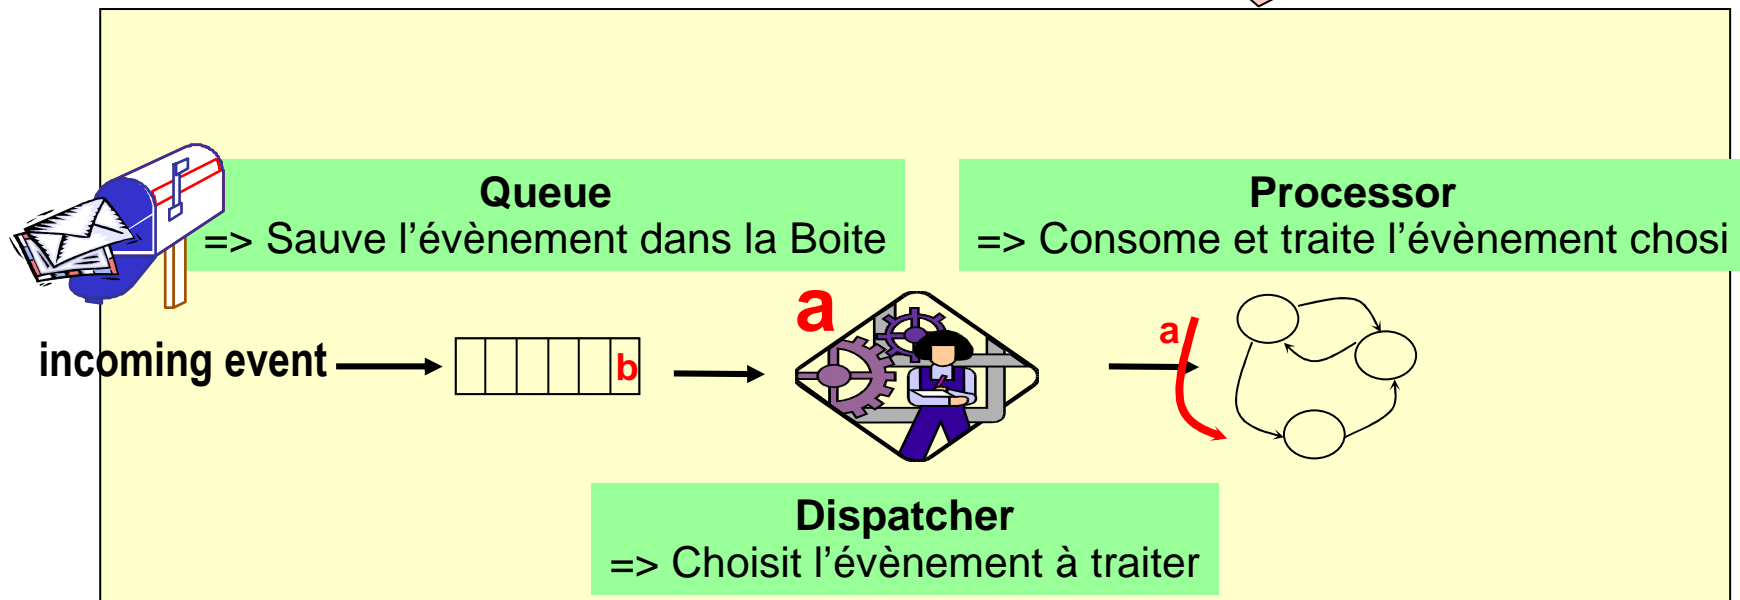 Queue
=> Sauve l’évènement dans la Boite
Processor
=> Consome et traite l’évènement chosi
incoming event
b
a
a
Dispatcher
=> Choisit l’évènement à traiter